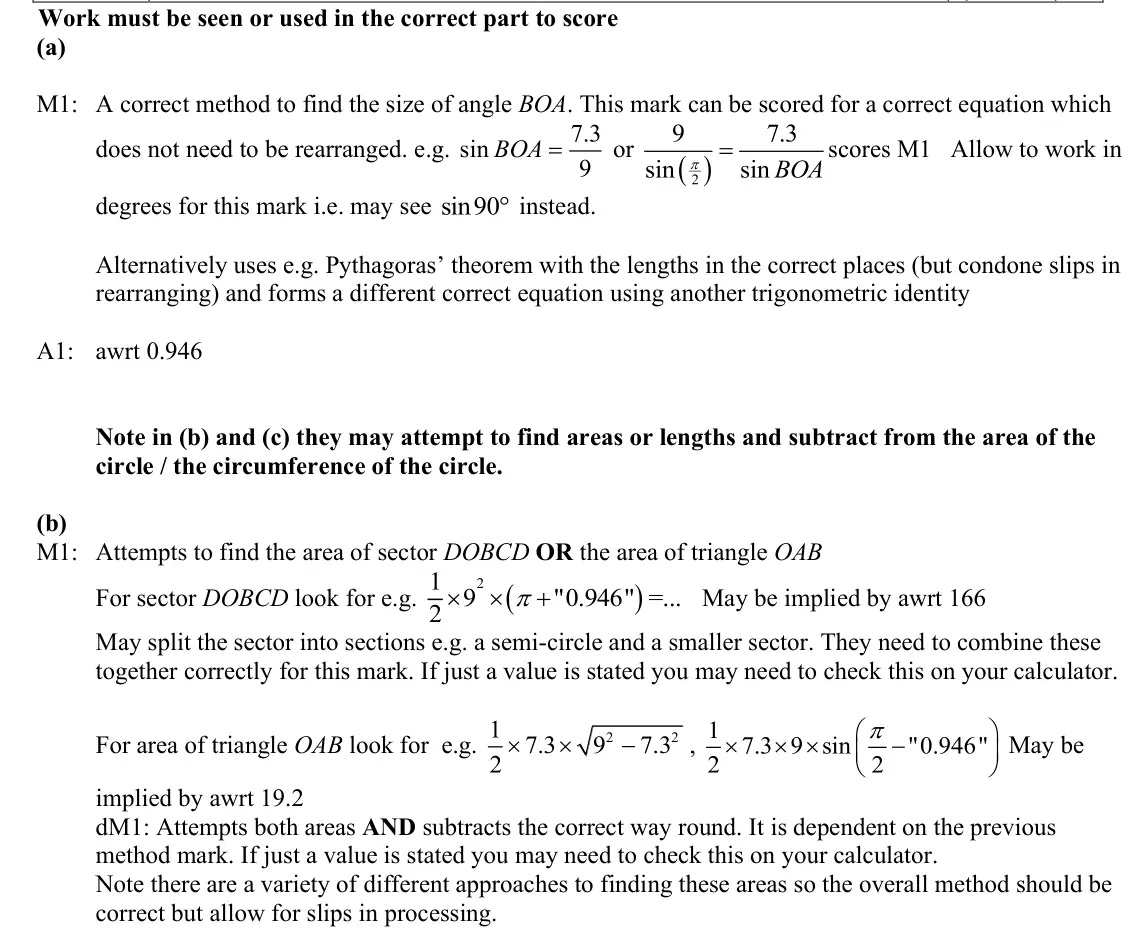 Work must be seen or used in the correct part to score
(a)
M1: A correct method to find the size of angle BOA. This mark can be scored for a correct equation which
does not need to be rearranged. e.g. sin BOA = 7.3/9 or 9/sin(π/2) = 7.3/sin BOA scores M1 Allow to work in
degrees for this mark i.e. may see sin 90° instead.
Alternatively uses e.g. Pythagoras’ theorem with the lengths in the correct places (but condone slips in
rearranging) and forms a different correct equation using another trigonometric identity
A1: awrt 0.946
Note in (b) and (c) they may attempt to find areas or lengths and subtract from the area of the
circle / the circumference of the circle.
(b)
M1: Attempts to find the area of sector DOBCD OR the area of triangle OAB
For sector DOBCD look for e.g. 1/2 × 9² × (π + "0.946") = ... May be implied by awrt 166
May split the sector into sections e.g. a semi-circle and a smaller sector. They need to combine these
together correctly for this mark. If just a value is stated you may need to check this on your calculator.
For area of triangle OAB look for e.g. 1/2 × 7.3 × √(9² − 7.3²) , 1/2 × 7.3 × 9 × sin(π/2 − "0.946") May be
implied by awrt 19.2
dM1: Attempts both areas AND subtracts the correct way round. It is dependent on the previous
method mark. If just a value is stated you may need to check this on your calculator.
Note there are a variety of different approaches to finding these areas so the overall method should be
correct but allow for slips in processing.